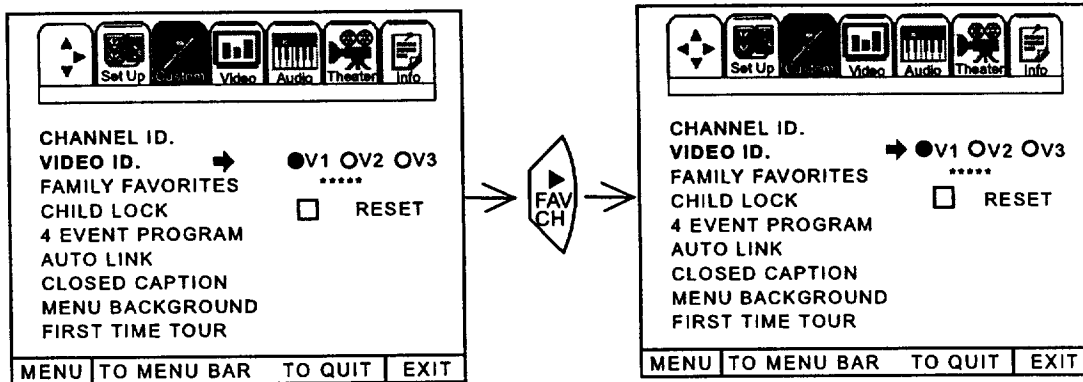 Set Up Custom Video Audio Theater Info
CHANNEL ID.
VIDEO ID. V1 V2 V3
FAMILY FAVORITES *****
CHILD LOCK RESET
4 EVENT PROGRAM
AUTO LINK
CLOSED CAPTION
MENU BACKGROUND
FIRST TIME TOUR
MENU TO MENU BAR TO QUIT EXIT
FAV
CH
Set Up Custom Video Audio Theater Info
CHANNEL ID.
VIDEO ID. V1 V2 V3
FAMILY FAVORITES *****
CHILD LOCK RESET
4 EVENT PROGRAM
AUTO LINK
CLOSED CAPTION
MENU BACKGROUND
FIRST TIME TOUR
MENU TO MENU BAR TO QUIT EXIT